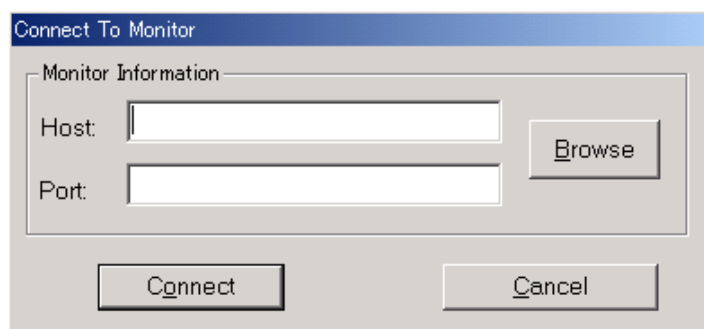 Connect To Monitor
Monitor Information
Host:
Browse
Port:
Connect
Cancel